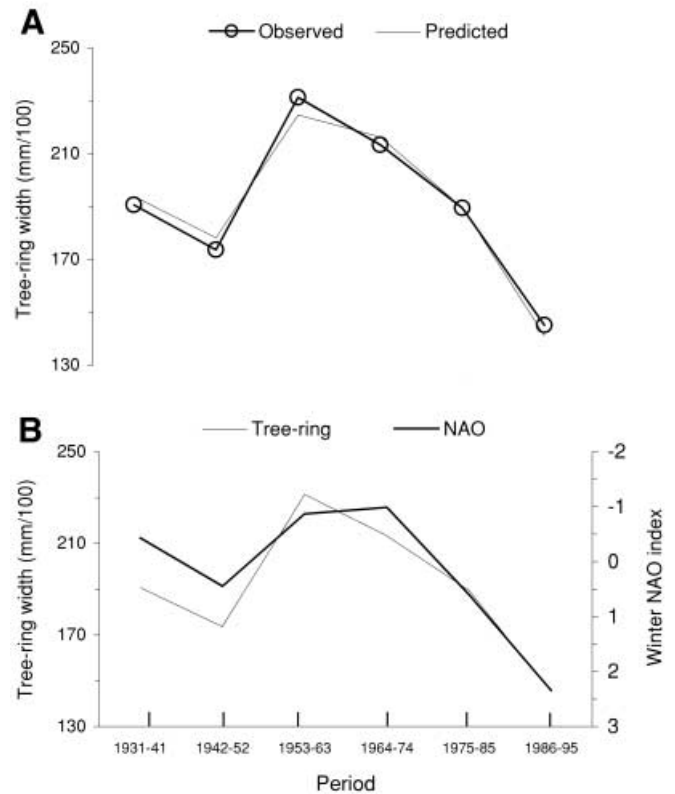 A
Observed Predicted
250
210
170
130
Tree-ring width (mm/100)
B
Tree-ring NAO
250
210
170
130
Tree-ring width (mm/100)
-2
-1
0
1
2
3
Winter NAO index
1931-41 1942-52 1953-63 1964-74 1975-85 1986-95
Period